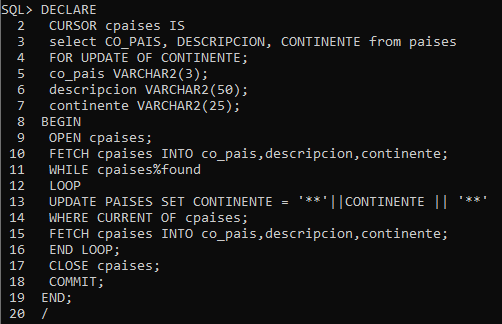 SQL> DECLARE
  2   CURSOR cpaises IS
  3   select CO_PAIS, DESCRIPCION, CONTINENTE from paises
  4   FOR UPDATE OF CONTINENTE;
  5   co_pais VARCHAR2(3);
  6   descripcion VARCHAR2(50);
  7   continente VARCHAR2(25);
  8  BEGIN
  9   OPEN cpaises;
 10   FETCH cpaises INTO co_pais,descripcion,continente;
 11   WHILE cpaises%found
 12   LOOP
 13   UPDATE PAISES SET CONTINENTE = '**'||CONTINENTE || '**'
 14   WHERE CURRENT OF cpaises;
 15   FETCH cpaises INTO co_pais,descripcion,continente;
 16   END LOOP;
 17   CLOSE cpaises;
 18   COMMIT;
 19  END;
 20  /